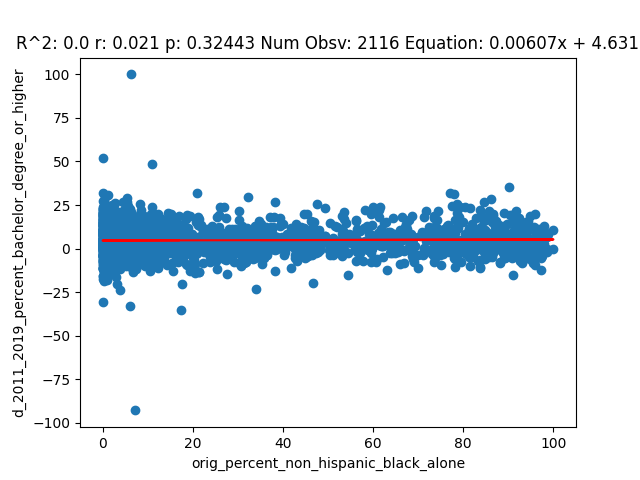 R^2: 0.0 r: 0.021 p: 0.32443 Num Obsv: 2116 Equation: 0.00607x + 4.631
d_2011_2019_percent_bachelor_degree_or_higher
100
75
50
25
0
−25
−50
−75
−100
0 20 40 60 80 100
orig_percent_non_hispanic_black_alone